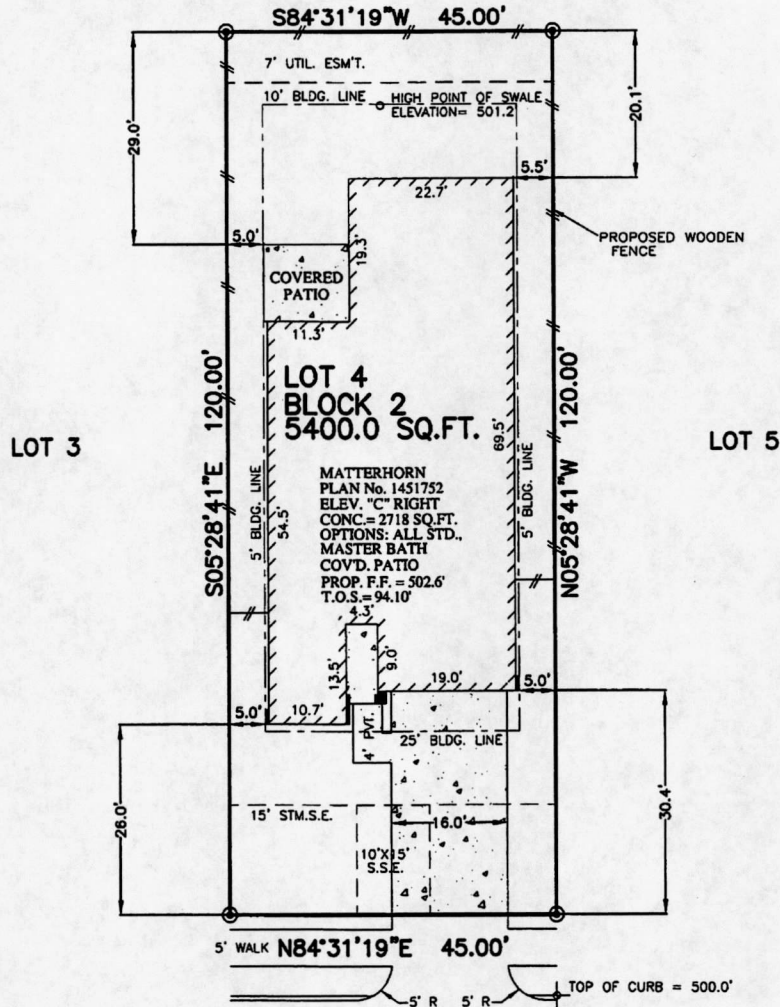 S84°31'19"W 45.00'
7' UTIL. ESM'T.
10' BLDG. LINE
HIGH POINT OF SWALE
ELEVATION= 501.2
29.0'
20.1'
5.5'
22.7'
PROPOSED WOODEN
FENCE
5.0'
19.3'
COVERED
PATIO
11.3'
LOT 4
BLOCK 2
5400.0 SQ.FT.
LOT 3
LOT 5
S05°28'41"E 120.00'
N05°28'41"W 120.00'
5' BLDG. LINE
54.5'
69.5'
5' BLDG. LINE
MATTERHORN
PLAN No. 1451752
ELEV. "C" RIGHT
CONC.= 2718 SQ.FT.
OPTIONS: ALL STD.,
MASTER BATH
COV'D. PATIO
PROP. F.F. = 502.6'
T.O.S.= 94.10'
4.3'
13.5'
9.0'
19.0'
5.0'
5.0'
10.7'
4' PVT.
25' BLDG. LINE
26.0'
30.4'
15' STM.S.E.
16.0'
10'X15'
S.S.E.
5' WALK
N84°31'19"E 45.00'
5' R
5' R
TOP OF CURB = 500.0'